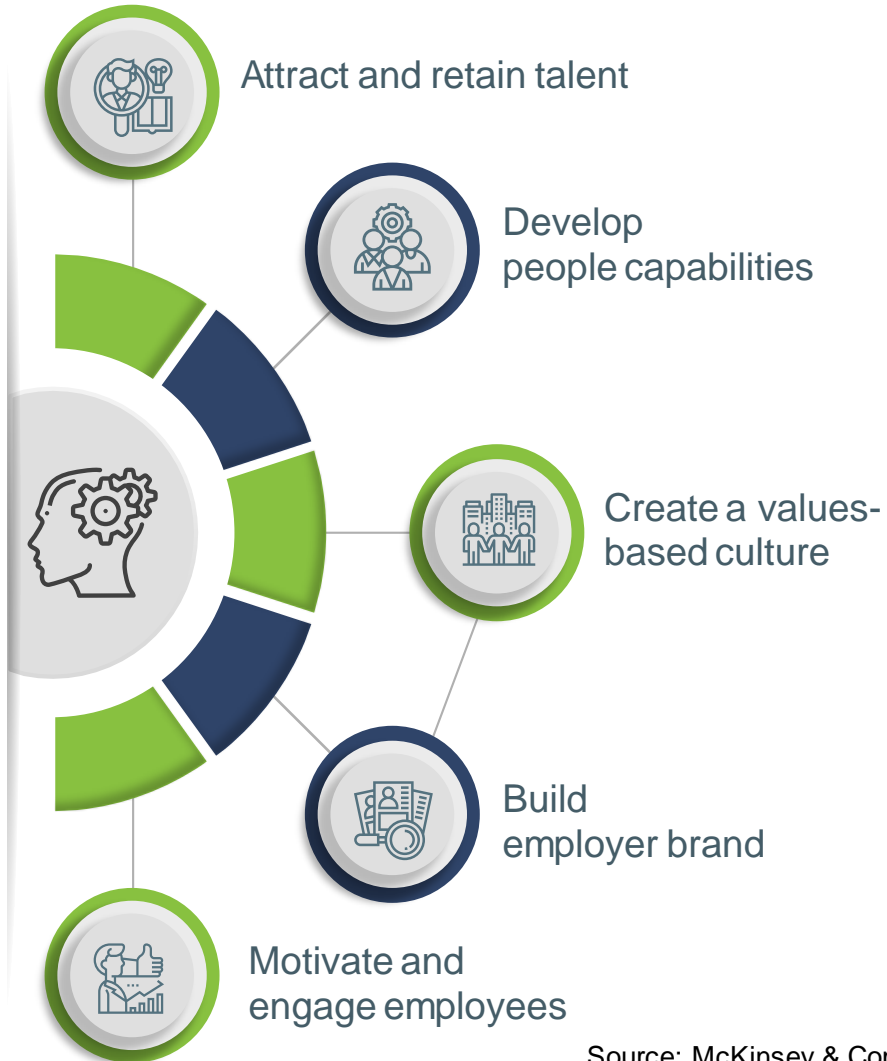 Attract and retain talent
Develop
people capabilities
Create a values-
based culture
Build
employer brand
Motivate and
engage employees
Source: McKinsey &